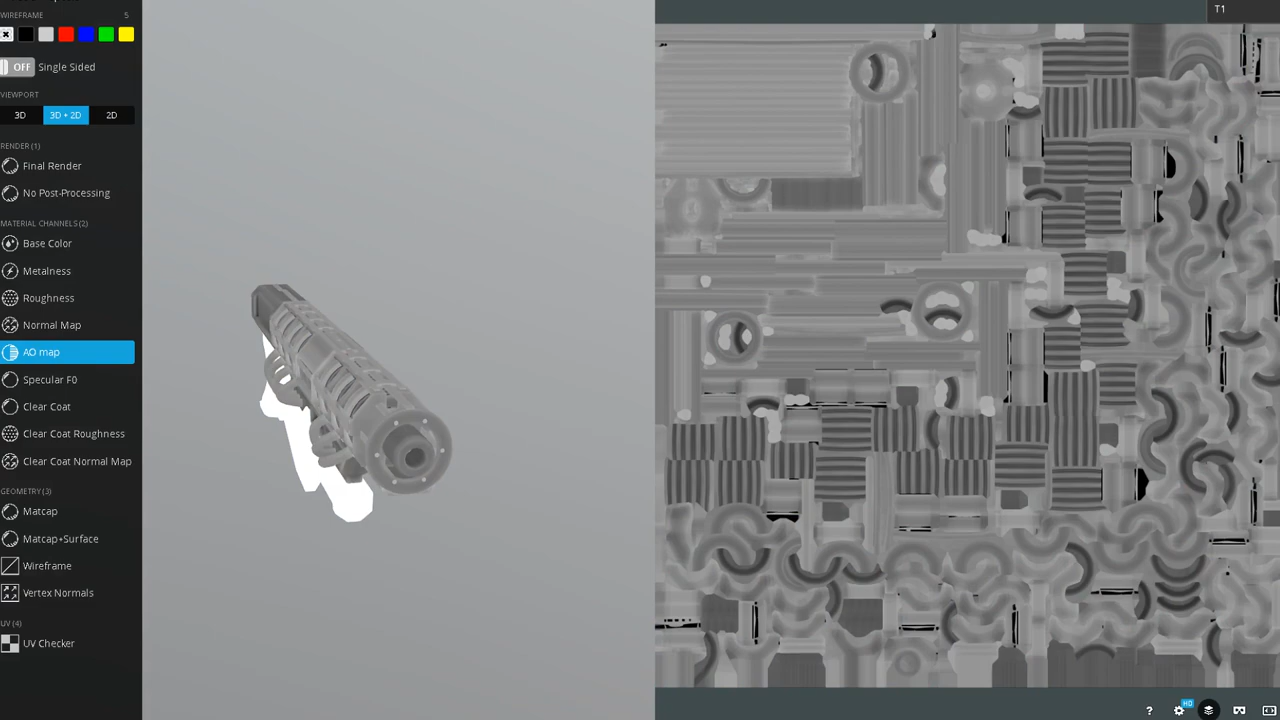 WIREFRAME 5
OFF Single Sided
VIEWPORT
3D 3D + 2D 2D
RENDER (1)
Final Render
No Post-Processing
MATERIAL CHANNELS (2)
Base Color
Metalness
Roughness
Normal Map
AO map
Specular F0
Clear Coat
Clear Coat Roughness
Clear Coat Normal Map
GEOMETRY (3)
Matcap
Matcap+Surface
Wireframe
Vertex Normals
UV (4)
UV Checker
T1
? HD